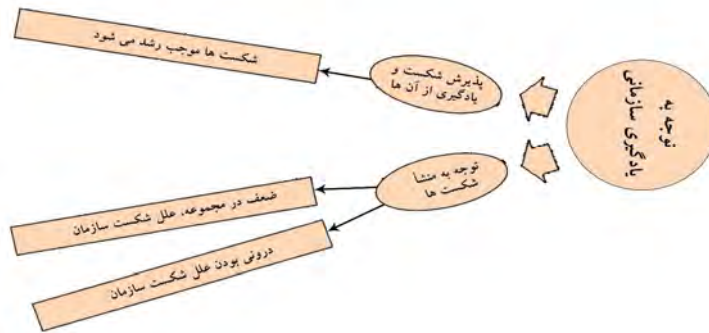 توجه به
یادگیری سازمانی
پذیرش شکست و
یادگیری از آن ها
شکست ها موجب رشد می شود
توجه به منشأ
شکست ها
ضعف در مجموعه، علل شکست سازمان
درونی بودن علل شکست سازمان